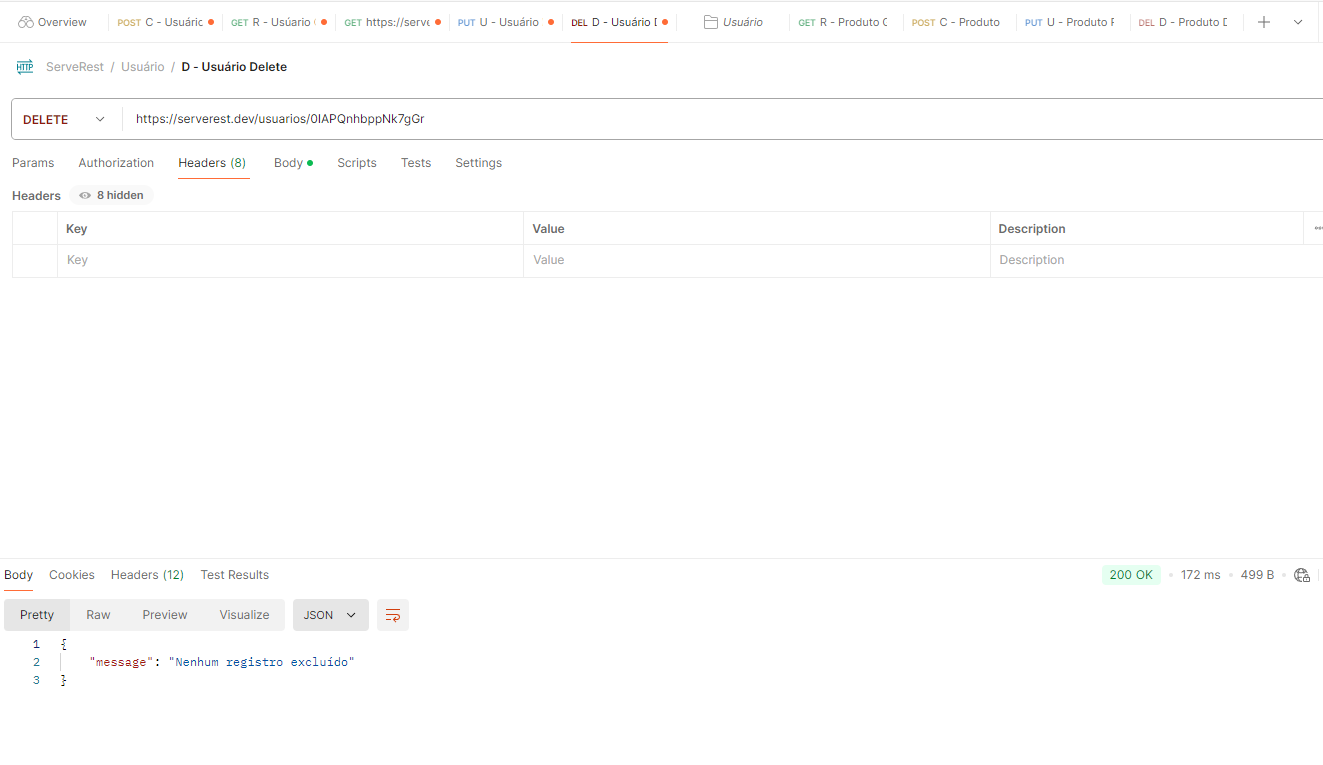 Overview POST C - Usuáric GET R - Usúario GET https://serve PUT U - Usuário DEL D - Usuário D Usuário GET R - Produto G POST C - Produto PUT U - Produto P DEL D - Produto D
HTTP ServeRest / Usuário / D - Usuário Delete
DELETE https://serverest.dev/usuarios/0IAPQnhbppNk7gGr
Params Authorization Headers (8) Body Scripts Tests Settings
Headers 8 hidden
Key Value Description
Key Value Description
Body Cookies Headers (12) Test Results 200 OK 172 ms 499 B
Pretty Raw Preview Visualize JSON
1 {
2 "message": "Nenhum registro excluído"
3 }